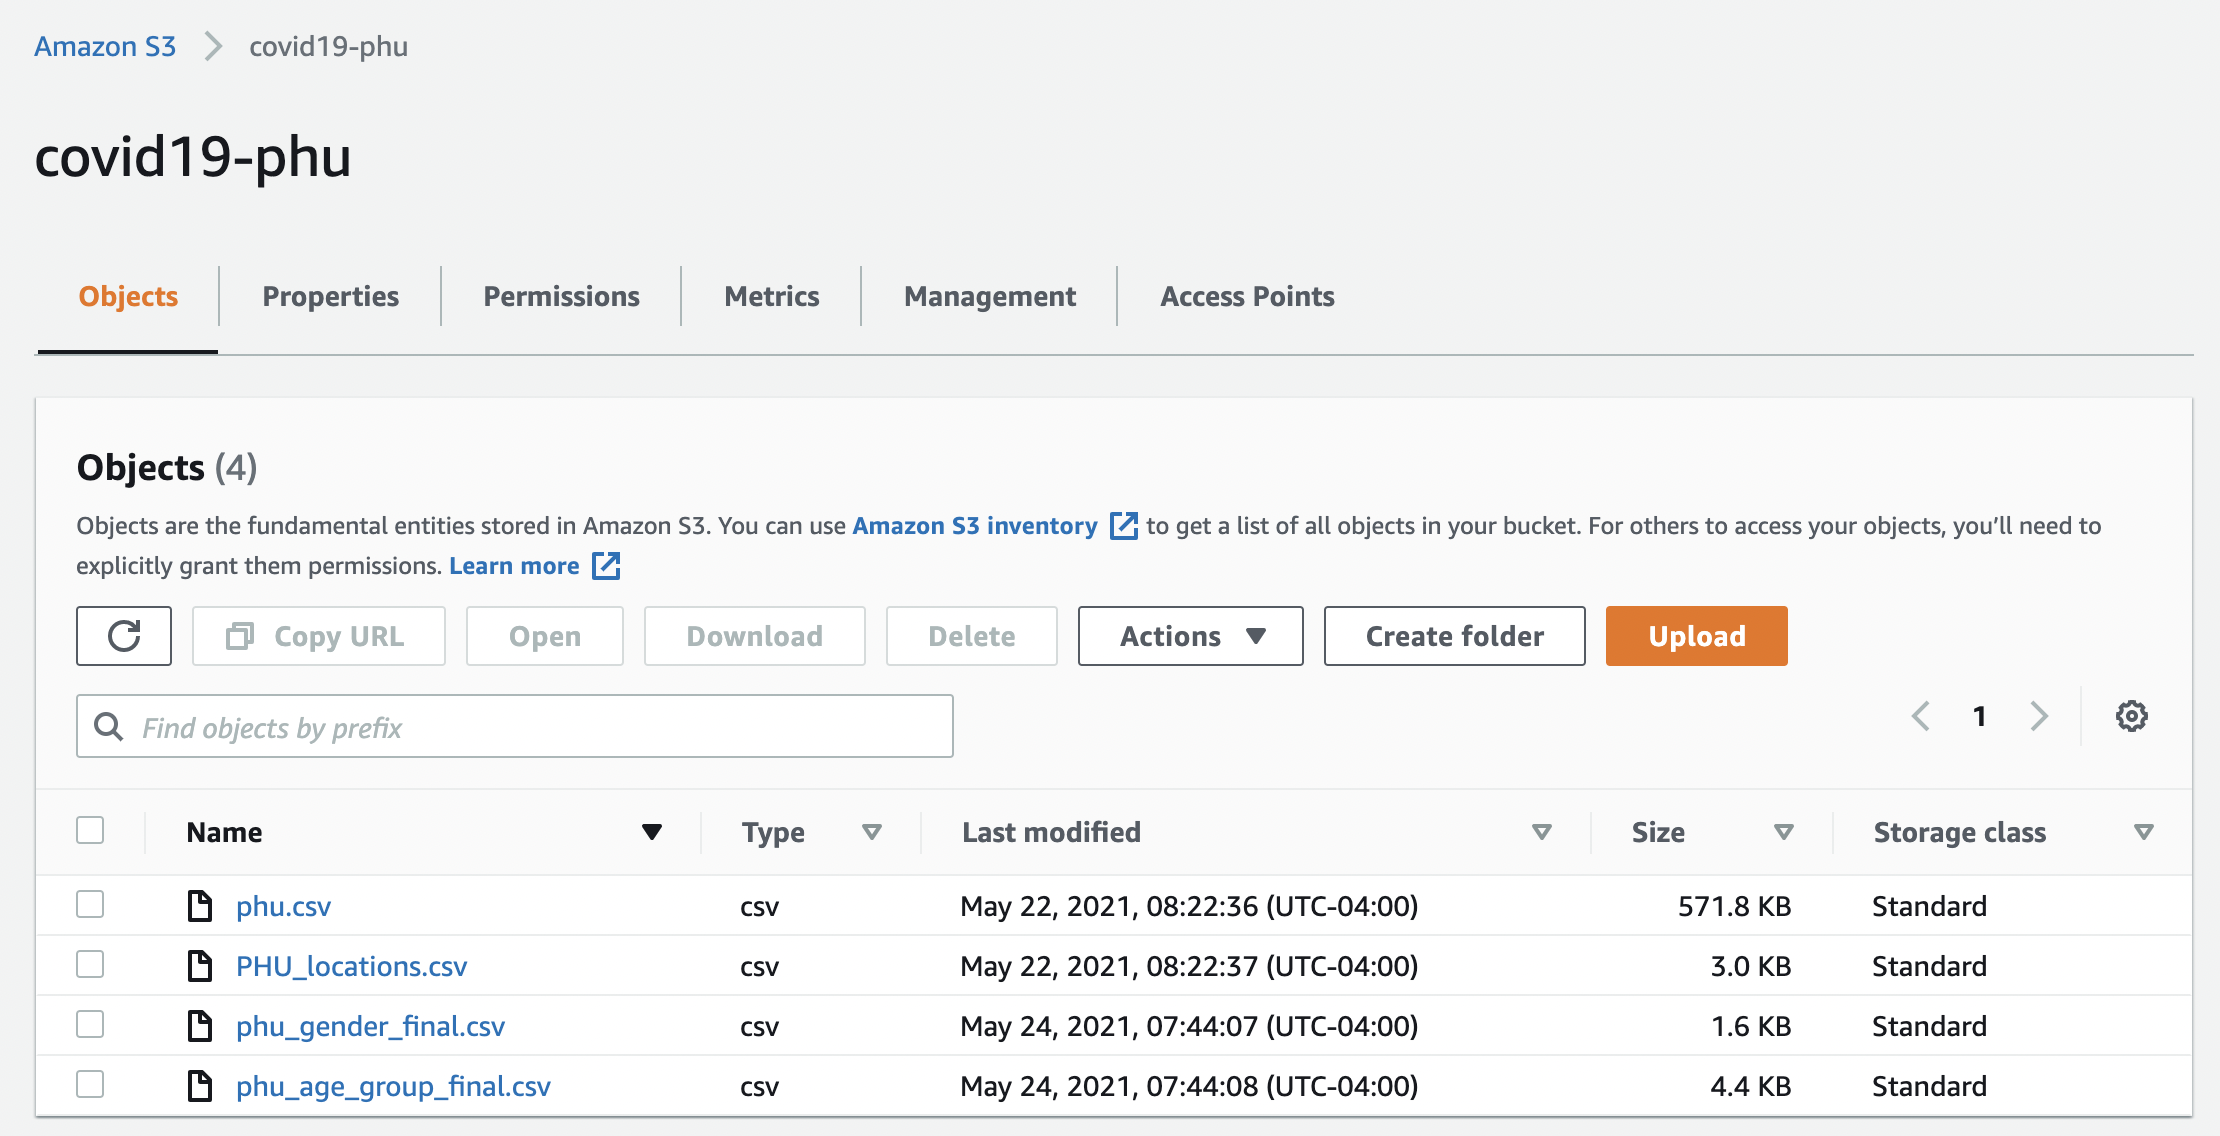 Amazon S3 covid19-phu
covid19-phu
Objects Properties Permissions Metrics Management Access Points
Objects (4)
Objects are the fundamental entities stored in Amazon S3. You can use Amazon S3 inventory to get a list of all objects in your bucket. For others to access your objects, you’ll need to
explicitly grant them permissions. Learn more
Copy URL Open Download Delete Actions Create folder Upload
Find objects by prefix 1
Name Type Last modified Size Storage class
phu.csv csv May 22, 2021, 08:22:36 (UTC-04:00) 571.8 KB Standard
PHU_locations.csv csv May 22, 2021, 08:22:37 (UTC-04:00) 3.0 KB Standard
phu_gender_final.csv csv May 24, 2021, 07:44:07 (UTC-04:00) 1.6 KB Standard
phu_age_group_final.csv csv May 24, 2021, 07:44:08 (UTC-04:00) 4.4 KB Standard